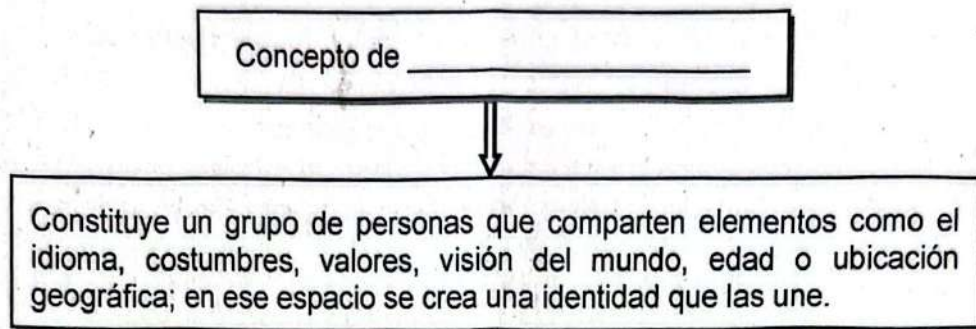 Concepto de ____________________
Constituye un grupo de personas que comparten elementos como el
idioma, costumbres, valores, visión del mundo, edad o ubicación
geográfica; en ese espacio se crea una identidad que las une.